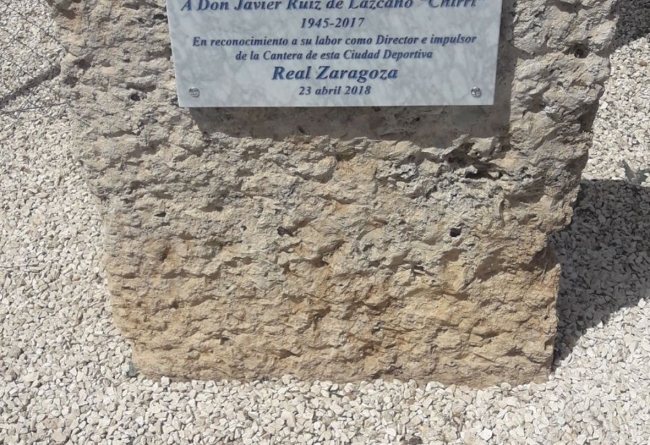 A Don Javier Ruiz de Lazcano "Chirri"
1945-2017
En reconocimiento a su labor como Director e impulsor
de la Cantera de esta Ciudad Deportiva
Real Zaragoza
23 abril 2018